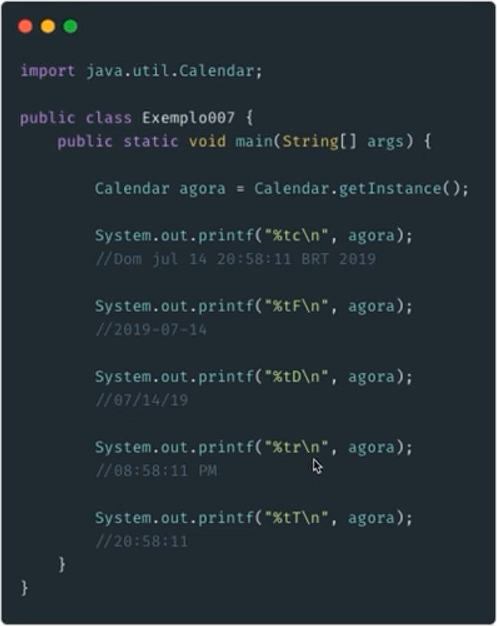 import java.util.Calendar;
public class Exemplo007 {
public static void main(String[] args) {
Calendar agora = Calendar.getInstance();
System.out.printf("%tc\n", agora);
//Dom jul 14 20:58:11 BRT 2019
System.out.printf("%tF\n", agora);
//2019-07-14
System.out.printf("%tD\n", agora);
//07/14/19
System.out.printf("%tr\n", agora);
//08:58:11 PM
System.out.printf("%tT\n", agora);
//20:58:11
}
}